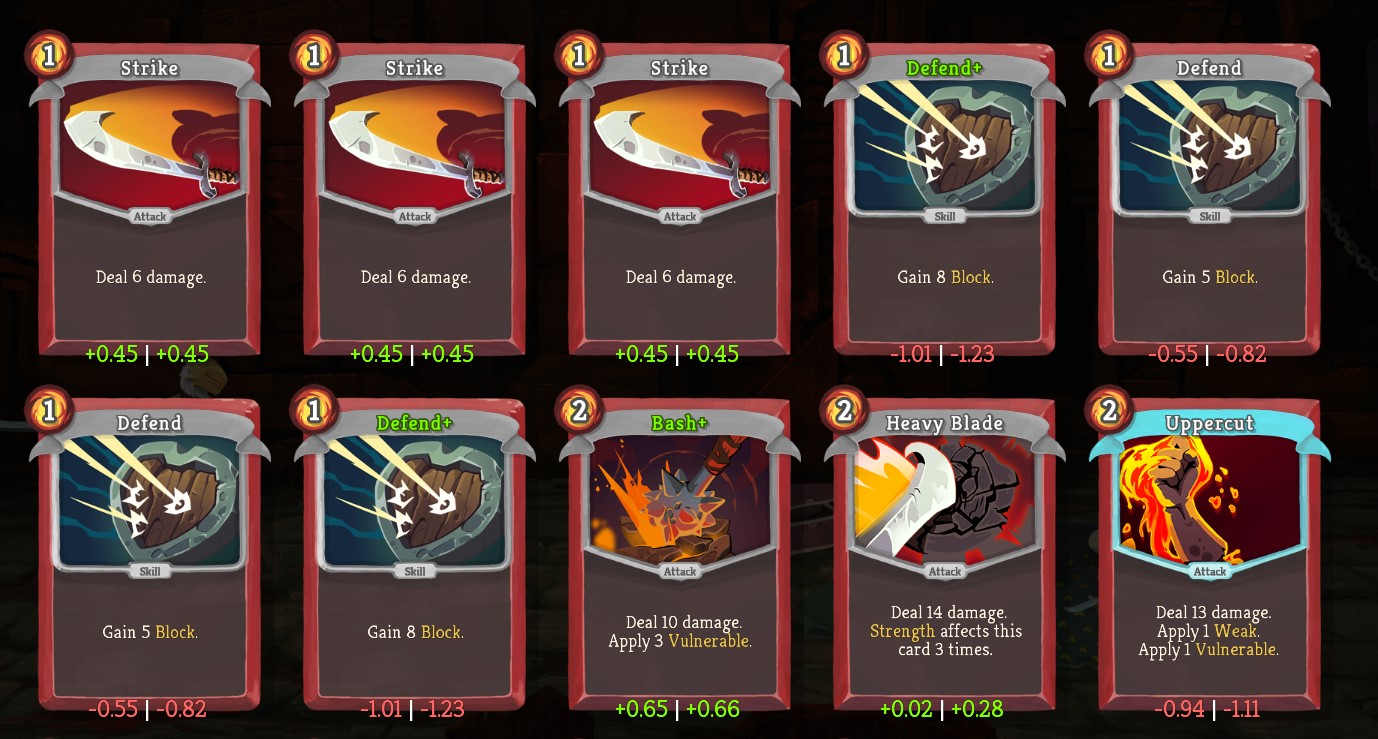 1
Strike
Attack
Deal 6 damage.
+0.45 | +0.45
1
Strike
Attack
Deal 6 damage.
+0.45 | +0.45
1
Strike
Attack
Deal 6 damage.
+0.45 | +0.45
1
Defend+
Skill
Gain 8 Block.
-1.01 | -1.23
1
Defend
Skill
Gain 5 Block.
-0.55 | -0.82
1
Defend
Skill
Gain 5 Block.
-0.55 | -0.82
1
Defend+
Skill
Gain 8 Block.
-1.01 | -1.23
2
Bash+
Attack
Deal 10 damage.
Apply 3 Vulnerable.
+0.65 | +0.66
2
Heavy Blade
Attack
Deal 14 damage.
Strength affects this
card 3 times.
+0.02 | +0.28
2
Uppercut
Attack
Deal 13 damage.
Apply 1 Weak.
Apply 1 Vulnerable.
-0.94 | -1.11